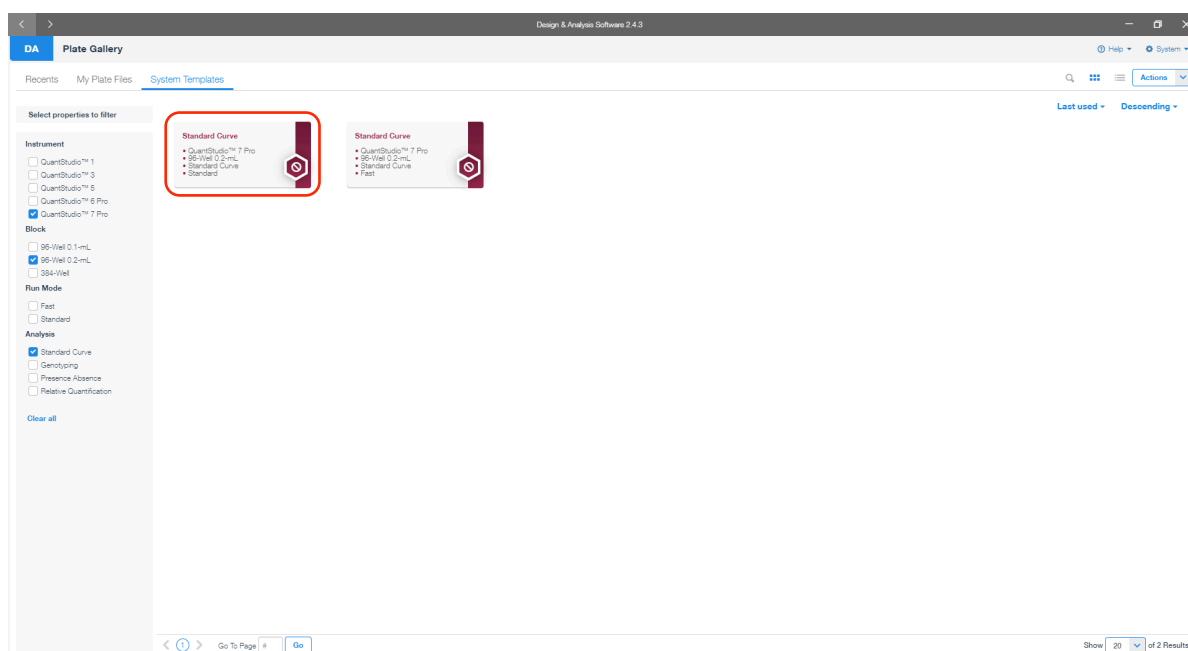 Design & Analysis Software 2.4.3
DA Plate Gallery
Help
System
Recents My Plate Files System Templates
Actions
Last used Descending
Select properties to filter
Instrument
QuantStudio™ 1
QuantStudio™ 3
QuantStudio™ 5
QuantStudio™ 6 Pro
QuantStudio™ 7 Pro
Block
96-Well 0.1-mL
96-Well 0.2-mL
384-Well
Run Mode
Fast
Standard
Analysis
Standard Curve
Genotyping
Presence Absence
Relative Quantification
Clear all
Standard Curve
• QuantStudio™ 7 Pro
• 96-Well 0.2-mL
• Standard Curve
• Standard
Standard Curve
• QuantStudio™ 7 Pro
• 96-Well 0.2-mL
• Standard Curve
• Fast
1 Go To Page # Go
Show 20 of 2 Results